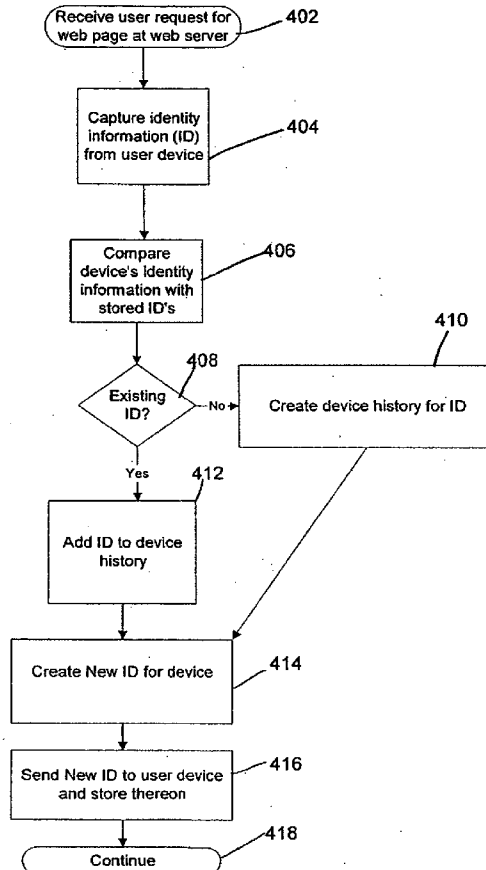 Receive user request for
web page at web server
402
Capture identity
information (ID)
from user device
404
Compare
device's identity
information with
stored ID's
406
408
Existing
ID?
No
410
Create device history for ID
Yes
412
Add ID to device
history
Create New ID for device
414
Send New ID to user device
and store thereon
416
Continue
418